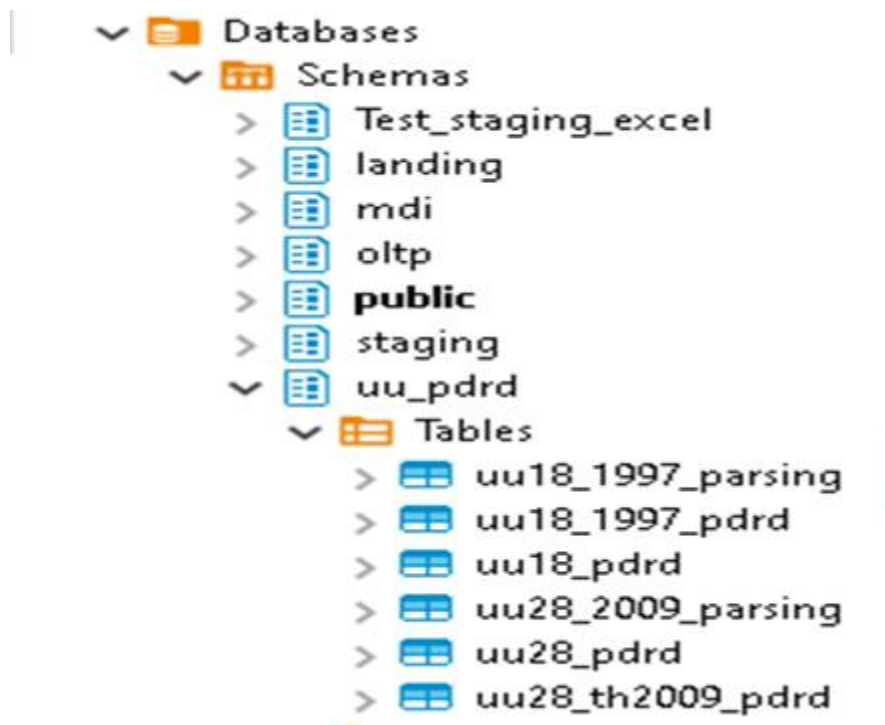 Databases
Schemas
Test_staging_excel
landing
mdi
oltp
public
staging
uu_pdrd
Tables
uu18_1997_parsing
uu18_1997_pdrd
uu18_pdrd
uu28_2009_parsing
uu28_pdrd
uu28_th2009_pdrd